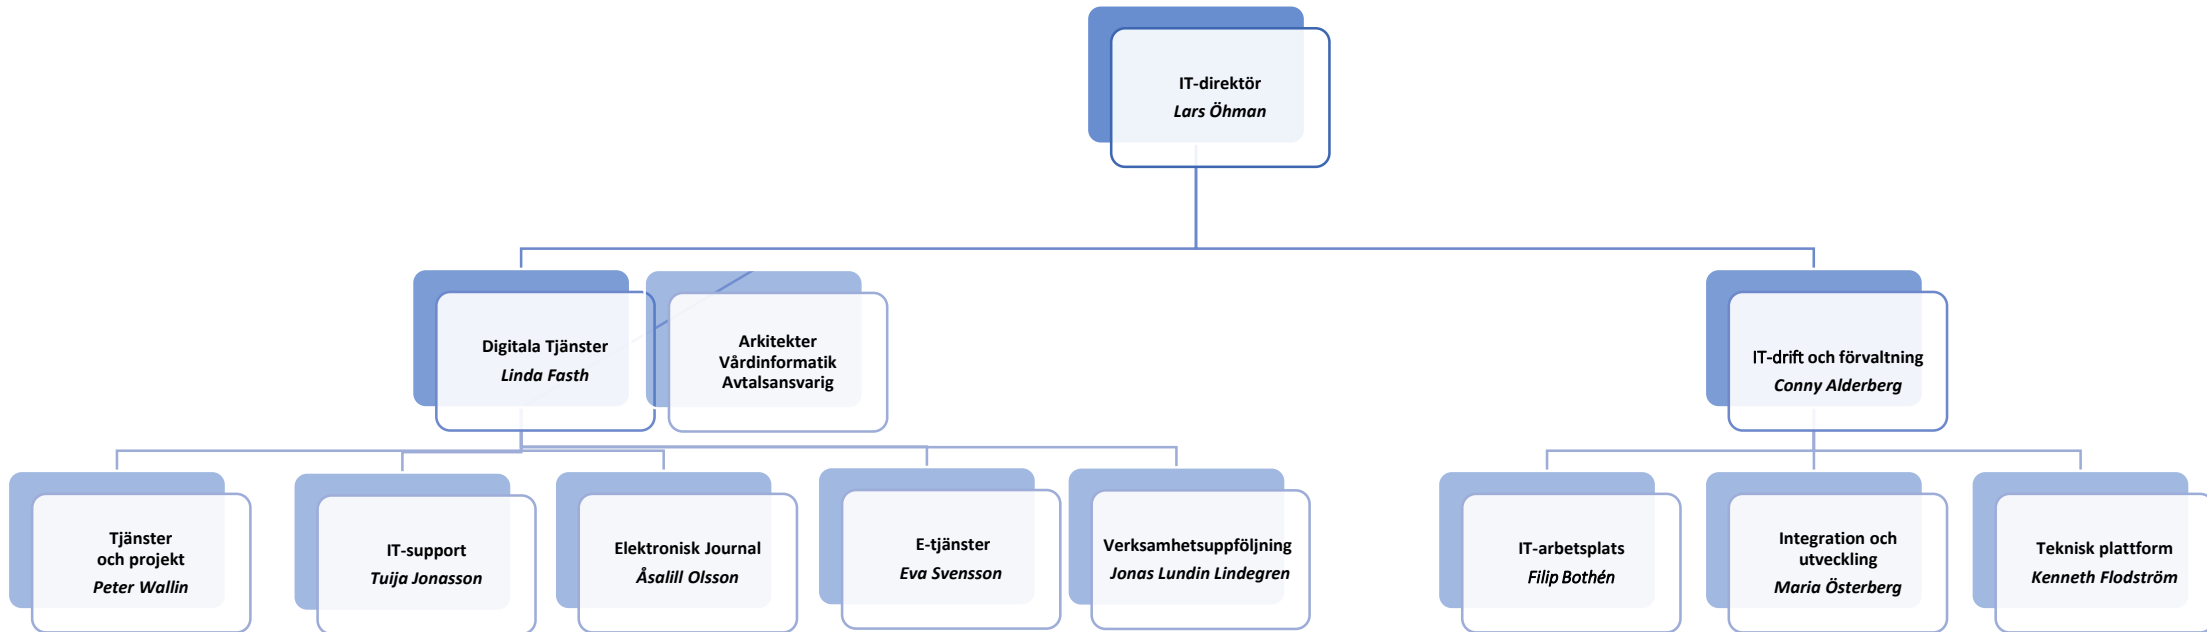 IT-direktör
Lars Öhman
Digitala Tjänster
Linda Fasth
Arkitekter
Vårdinformatik
Avtalsansvarig
IT-drift och förvaltning
Conny Alderberg
Tjänster
och projekt
Peter Wallin
IT-support
Tuija Jonasson
Elektronisk Journal
Åsalill Olsson
E-tjänster
Eva Svensson
Verksamhetsuppföljning
Jonas Lundin Lindegren
IT-arbetsplats
Filip Bothén
Integration och
utveckling
Maria Österberg
Teknisk plattform
Kenneth Flodström